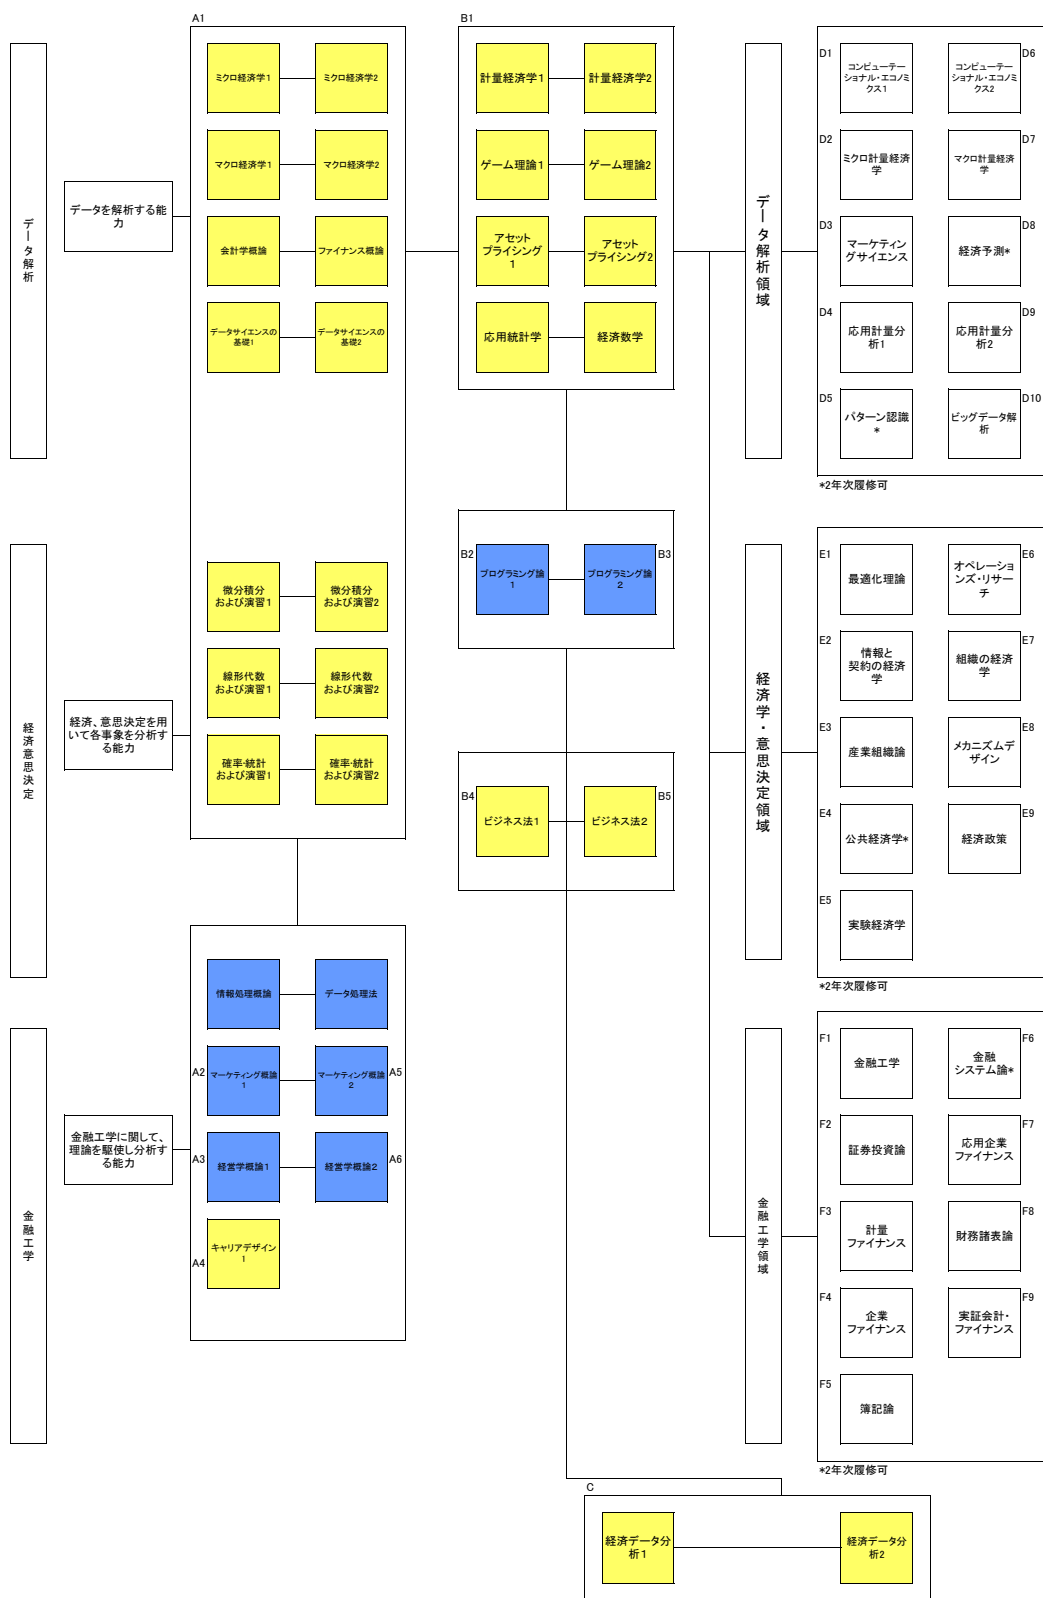 A1
B1
データ解析
データを解析する能
力
ミクロ経済学1
ミクロ経済学2
マクロ経済学1
マクロ経済学2
会計学概論
ファイナンス概論
データサイエンスの
基礎1
データサイエンスの
基礎2
計量経済学1
計量経済学2
ゲーム理論1
ゲーム理論2
アセット
プライシング
1
アセット
プライシング2
応用統計学
経済数学
データ解析領域
D1
コンピューテー
ショナル・エコノミ
クス1
コンピューテー
ショナル・エコノミ
クス2
D6
D2
ミクロ計量経済
学
マクロ計量経済
学
D7
D3
マーケティン
グサイエンス
経済予測*
D8
D4
応用計量分
析1
応用計量分
析2
D9
D5
パターン認識
*
ビッグデータ解
析
D10
*2年次履修可
経済意思決定
経済、意思決定を用
いて各事象を分析す
る能力
微分積分
および演習1
微分積分
および演習2
線形代数
および演習1
線形代数
および演習2
確率・統計
および演習1
確率・統計
および演習2
B2
プログラミング論
1
プログラミング論
2
B3
B4
ビジネス法1
ビジネス法2
B5
経済学・意思決定領域
E1
最適化理論
オペレーショ
ンズ・リサー
チ
E6
E2
情報と
契約の経済
学
組織の経済
学
E7
E3
産業組織論
メカニズムデ
ザイン
E8
E4
公共経済学*
経済政策
E9
E5
実験経済学
*2年次履修可
金融工学
金融工学に関して、
理論を駆使し分析す
る能力
情報処理概論
データ処理法
A2
マーケティング概論
1
マーケティング概論
2
A5
A3
経営学概論1
経営学概論2
A6
A4
キャリアデザイン
1
金融工学領域
F1
金融工学
金融
システム論*
F6
F2
証券投資論
応用企業
ファイナンス
F7
F3
計量
ファイナンス
財務諸表論
F8
F4
企業
ファイナンス
実証会計・
ファイナンス
F9
F5
簿記論
*2年次履修可
C
経済データ分
析1
経済データ分
析2